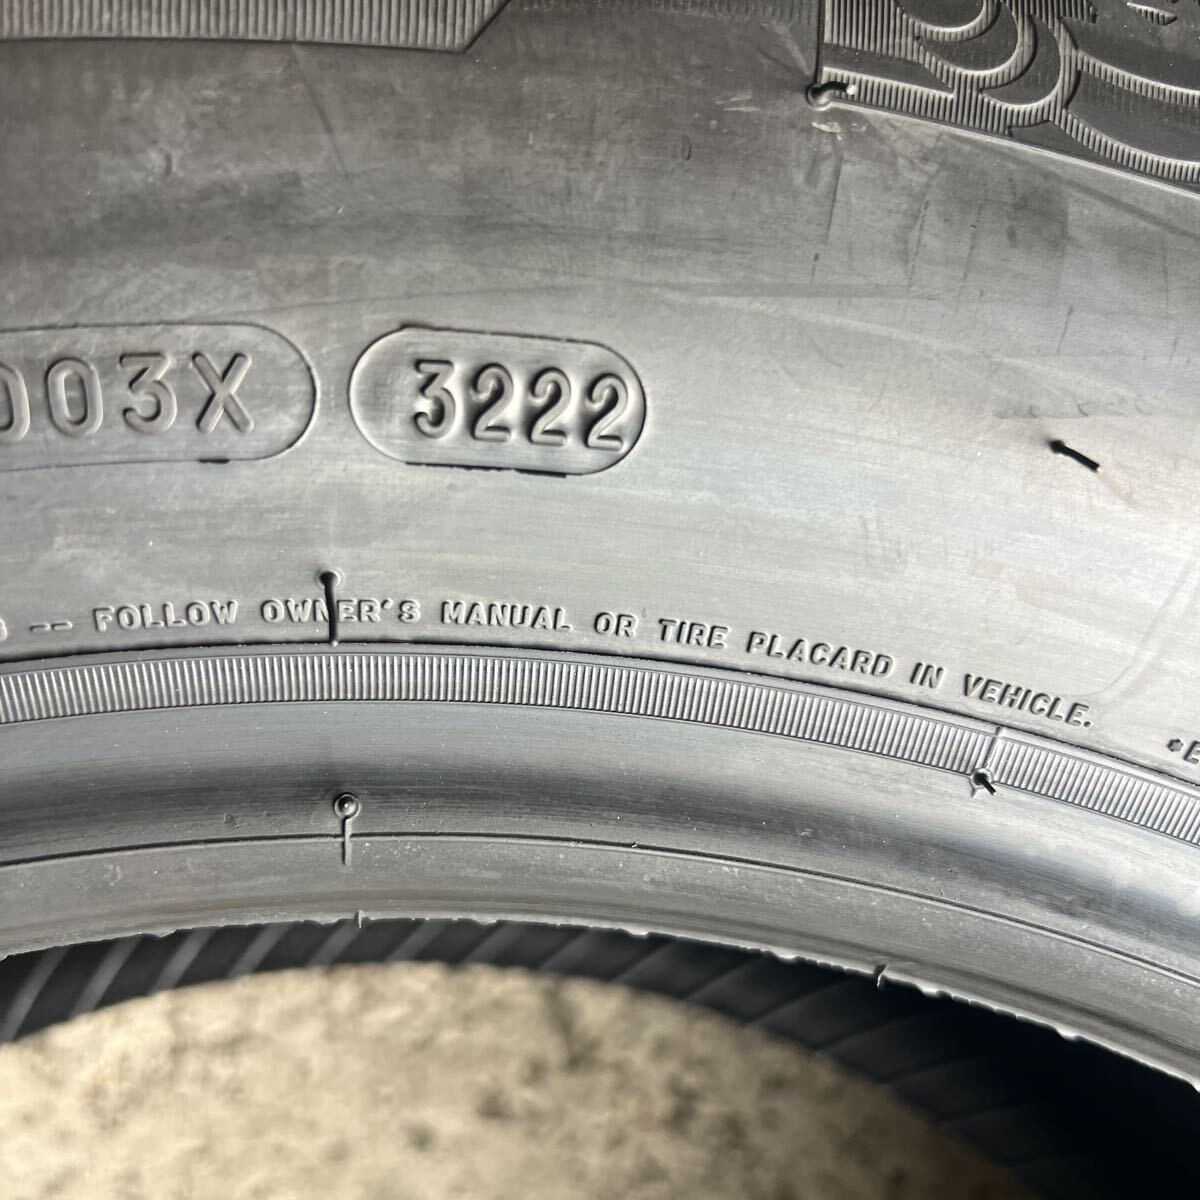 003X 3222
-- FOLLOW OWNER'S MANUAL OR TIRE PLACARD IN VEHICLE.